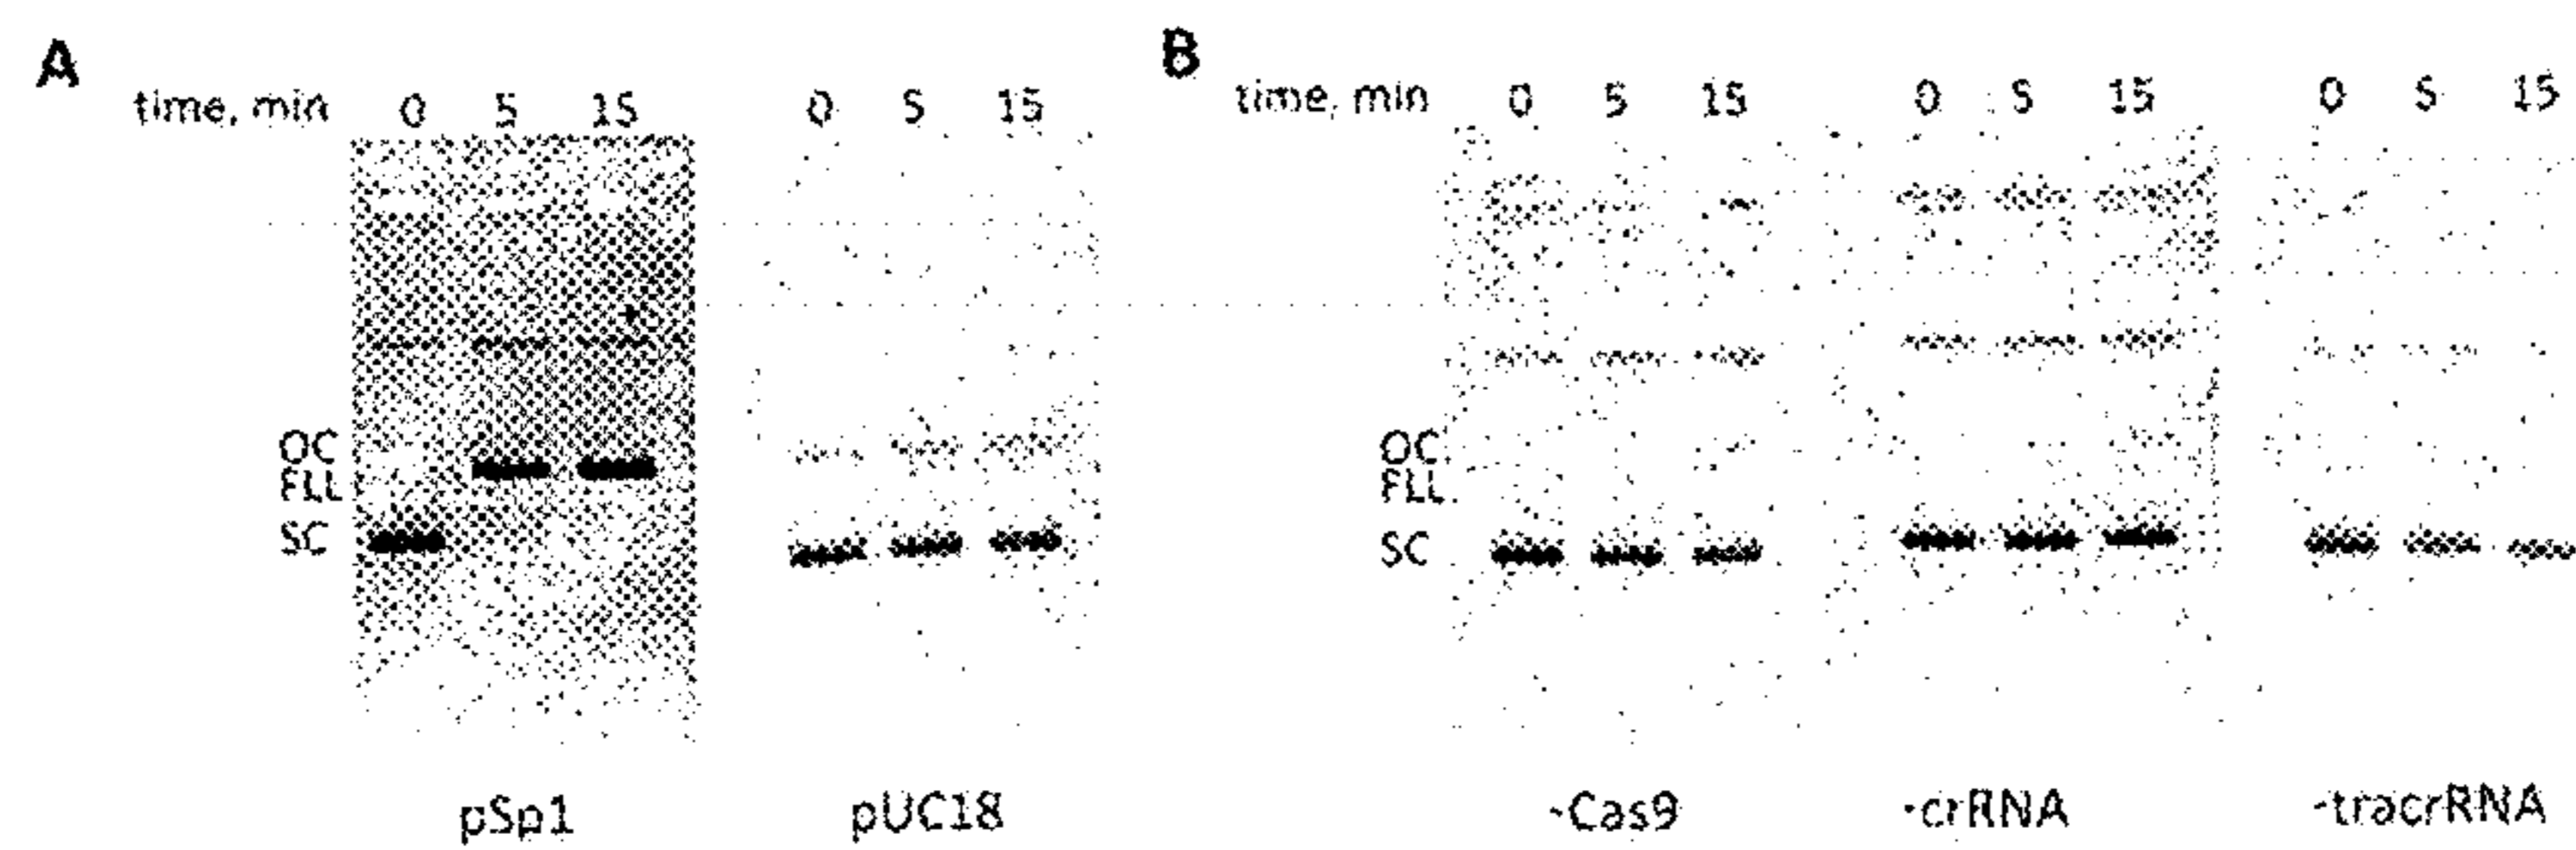 A
time, min 0 5 15 0 5 15
OC
FLL
SC
pSp1 pUC18
B
time, min 0 5 15 0 5 15 0 5 15
OC
FLL
SC
-Cas9 -crRNA -tracrRNA